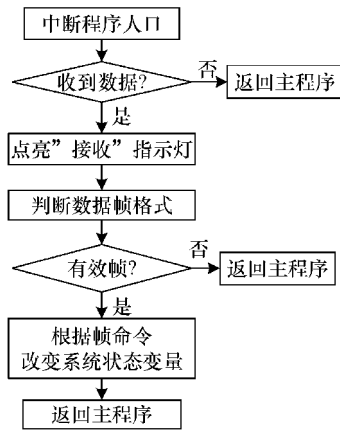 中断程序人口
收到数据?
否
返回主程序
是
点亮”接收”指示灯
判断数据帧格式
有效帧?
否
返回主程序
是
根据帧命令
改变系统状态变量
返回主程序